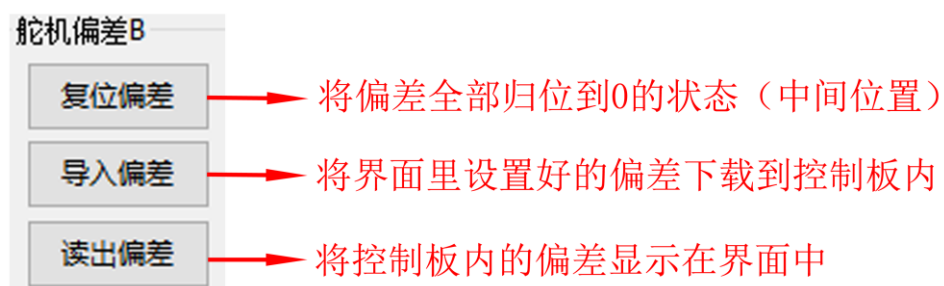 舵机偏差B
复位偏差 将偏差全部归位到0的状态（中间位置）
导入偏差 将界面里设置好的偏差下载到控制板内
读出偏差 将控制板内的偏差显示在界面中